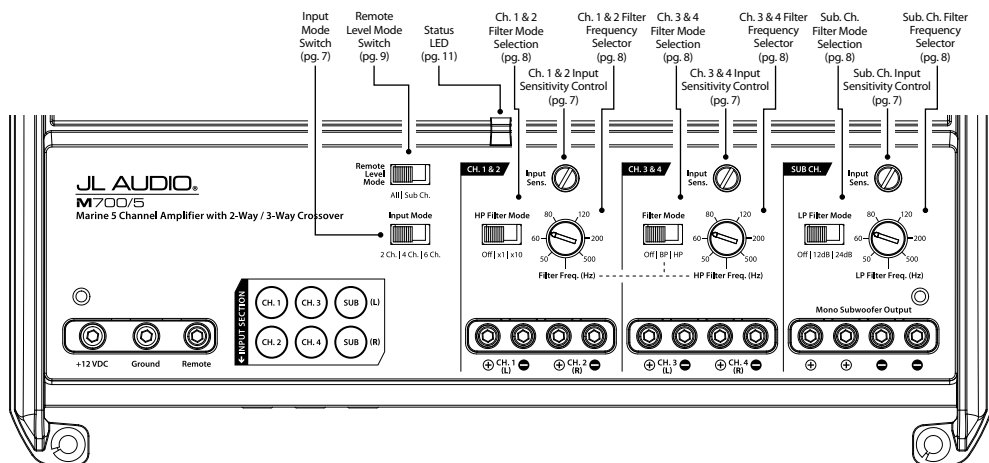 Input
Mode
Switch
(pg. 7)
Remote
Level Mode
Switch
(pg. 9)
Status
LED
(pg. 11)
Ch. 1 & 2
Filter Mode
Selection
(pg. 8)
Ch. 1 & 2 Filter
Frequency
Selector
(pg. 8)
Ch. 3 & 4
Filter Mode
Selection
(pg. 8)
Ch. 3 & 4 Filter
Frequency
Selector
(pg. 8)
Sub. Ch.
Filter Mode
Selection
(pg. 8)
Sub. Ch. Filter
Frequency
Selector
(pg. 8)
Ch. 1 & 2 Input
Sensitivity Control
(pg. 7)
Ch. 3 & 4 Input
Sensitivity Control
(pg. 7)
Sub. Ch. Input
Sensitivity Control
(pg. 7)
JL AUDIO®
M700/5
Marine 5 Channel Amplifier with 2-Way / 3-Way Crossover
Remote
Level
Mode
All | Sub Ch.
Input Mode
2 Ch. | 4 Ch. | 6 Ch.
CH. 1 & 2
Input
Sens.
HP Filter Mode
Off | x1 | x10
80 120
60 200
50 500
Filter Freq. (Hz)
CH. 3 & 4
Input
Sens.
Filter Mode
Off | BP | HP
80 120
60 200
50 500
HP Filter Freq. (Hz)
SUB CH.
Input
Sens.
LP Filter Mode
Off | 12dB | 24dB
80 120
60 200
50 500
LP Filter Freq. (Hz)
+12 VDC Ground Remote
INPUT SECTION
CH. 1 CH. 3 SUB (L)
CH. 2 CH. 4 SUB (R)
CH. 1
(L)
CH. 2
(R)
CH. 3
(L)
CH. 4
(R)
Mono Subwoofer Output